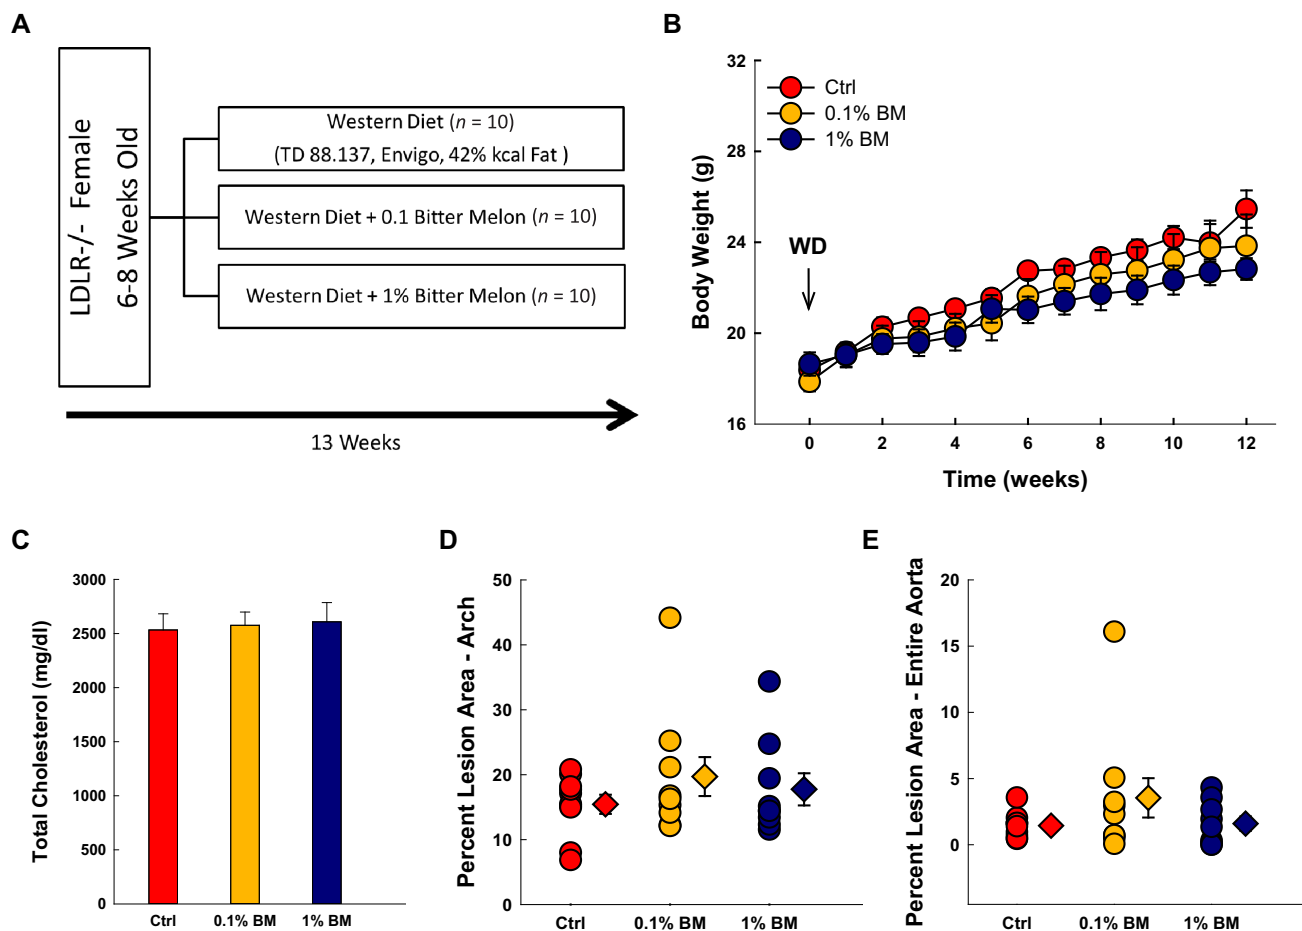 A
LDLR-/- Female
6-8 Weeks Old
Western Diet (n = 10)
(TD 88.137, Envigo, 42% kcal Fat )
Western Diet + 0.1 Bitter Melon (n = 10)
Western Diet + 1% Bitter Melon (n = 10)
13 Weeks
B
Body Weight (g)
32
28
24
20
16
Ctrl
0.1% BM
1% BM
WD
0 2 4 6 8 10 12
Time (weeks)
C
Total Cholesterol (mg/dl)
3000
2500
2000
1500
1000
500
0
Ctrl 0.1% BM 1% BM
D
Percent Lesion Area - Arch
50
40
30
20
10
0
Ctrl 0.1% BM 1% BM
E
Percent Lesion Area - Entire Aorta
20
15
10
5
0
Ctrl 0.1% BM 1% BM